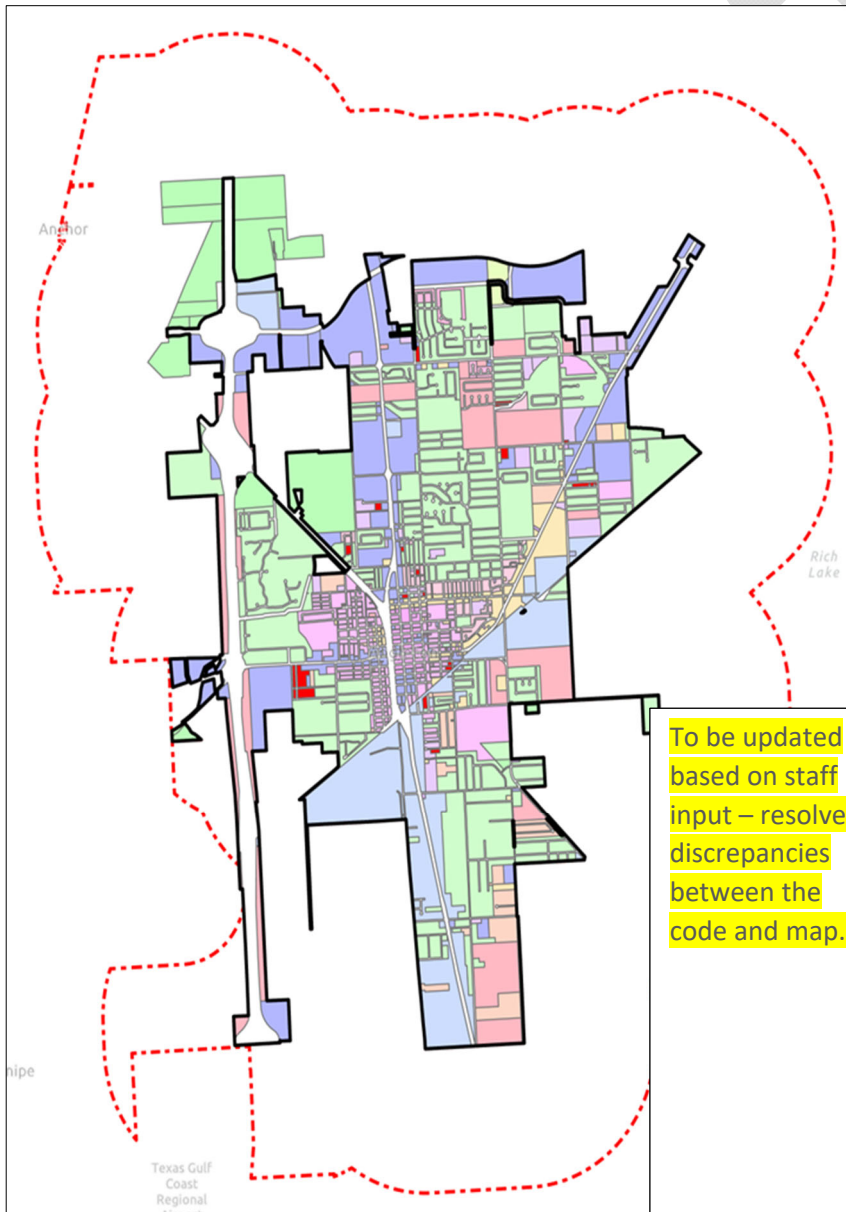 Anchor
Rich
Lake
To be updated
based on staff
input – resolve
discrepancies
between the
code and map.
nipe
Texas Gulf
Coast
Regional